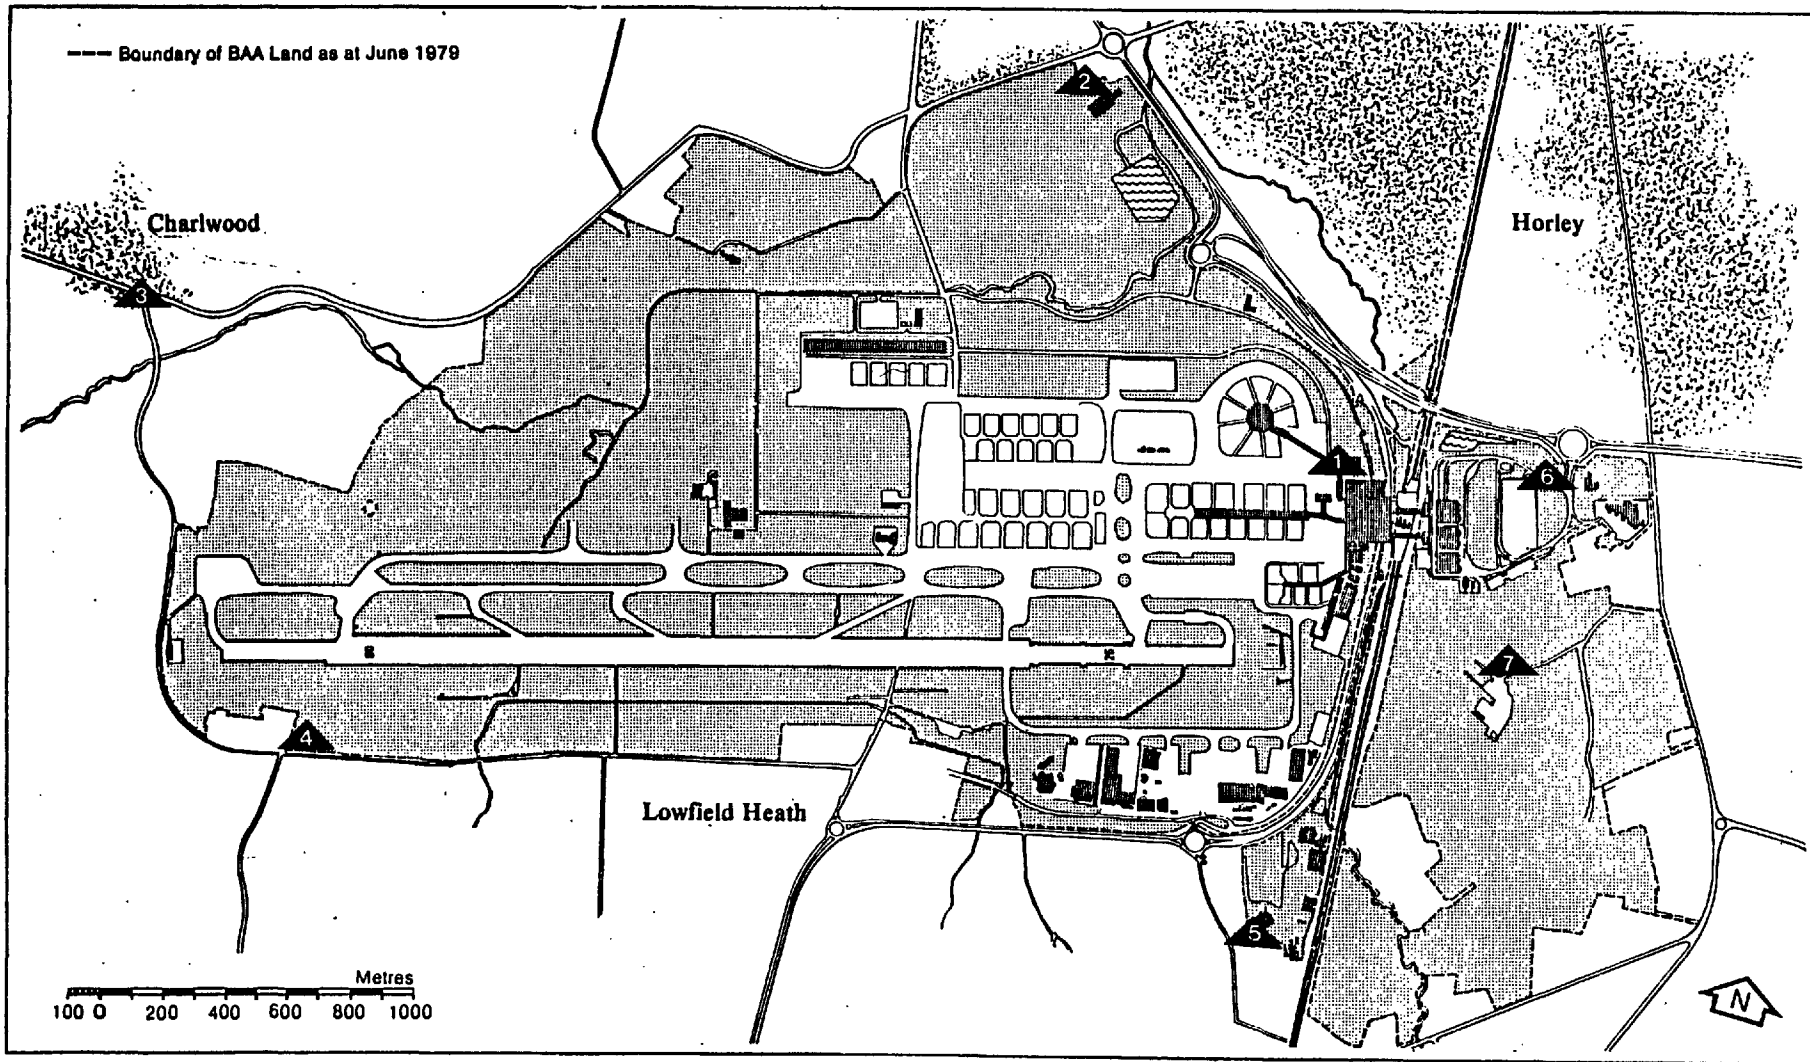 --- Boundary of BAA Land as at June 1979
2
Charlwood
Horley
3
1
6
7
4
Lowfield Heath
5
Metres
100 0 200 400 600 800 1000
N